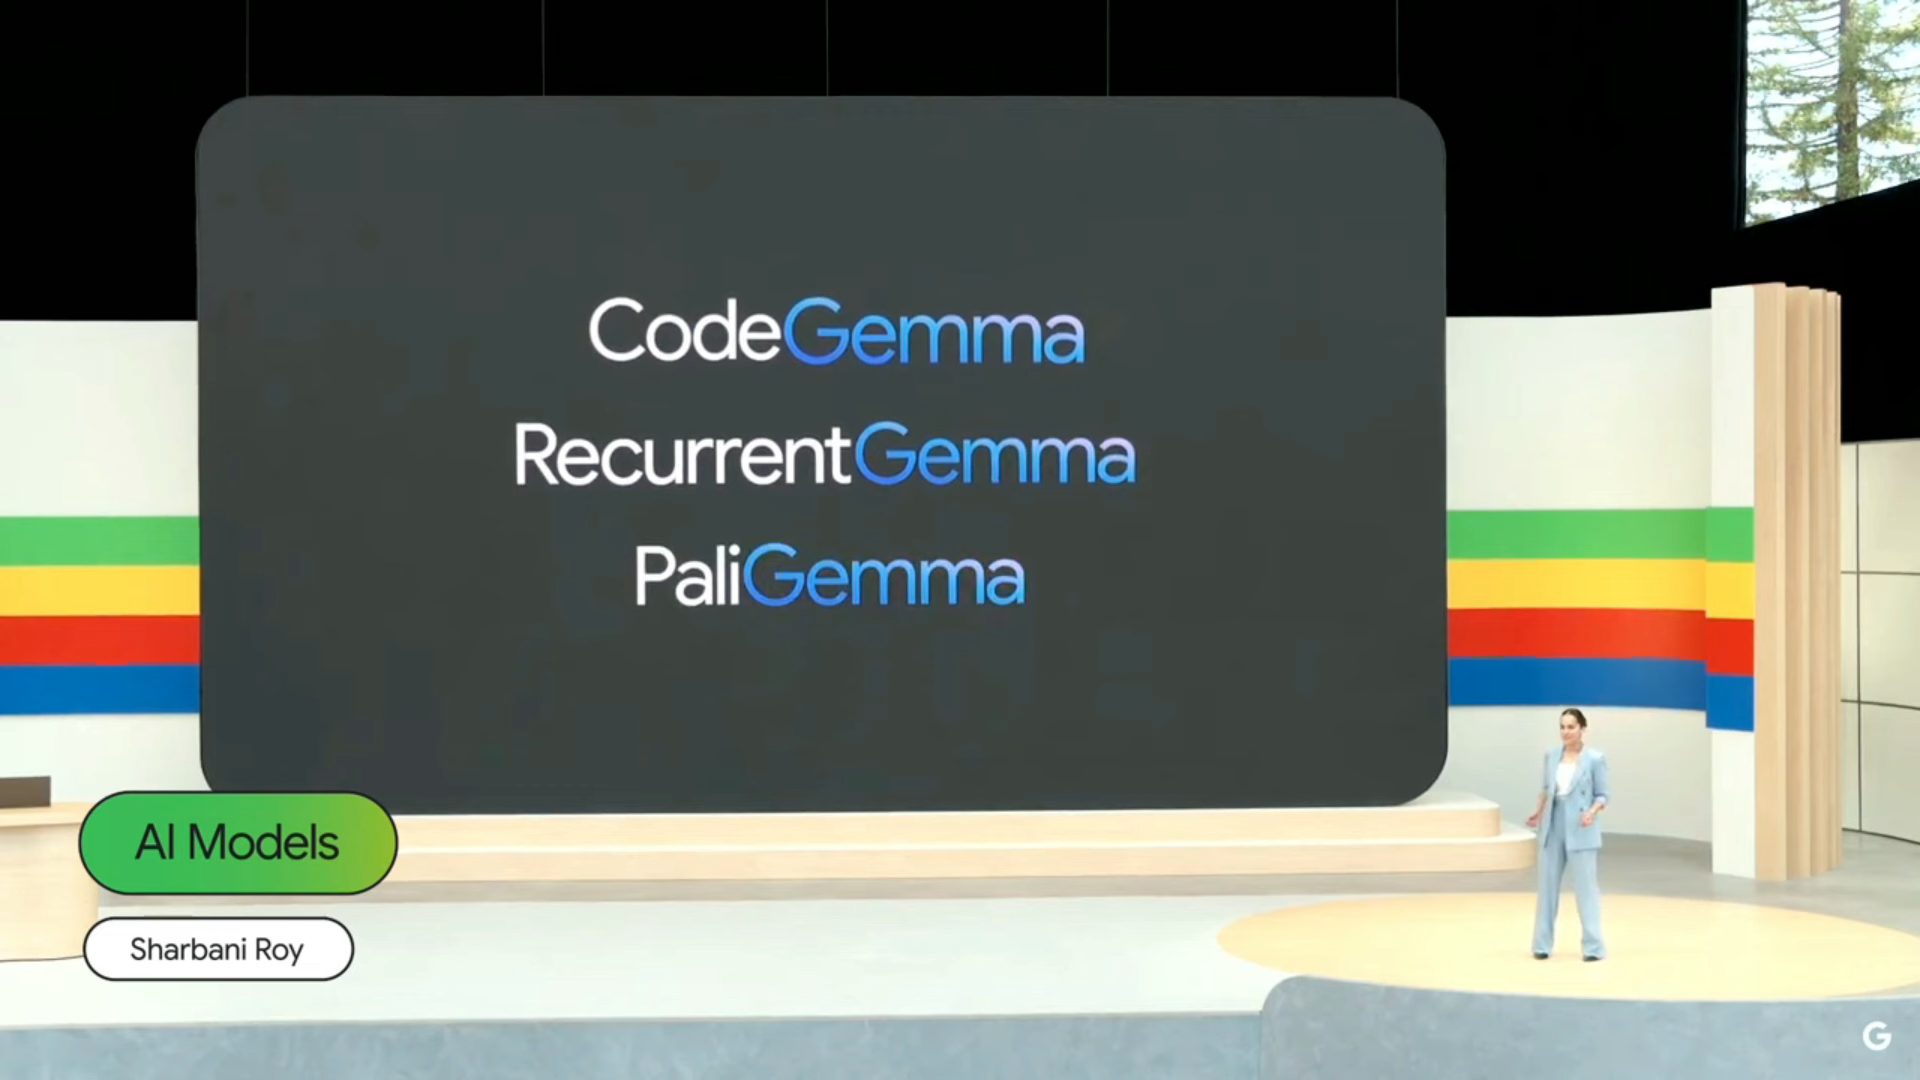 CodeGemma
RecurrentGemma
PaliGemma
AI Models
Sharbani Roy
G